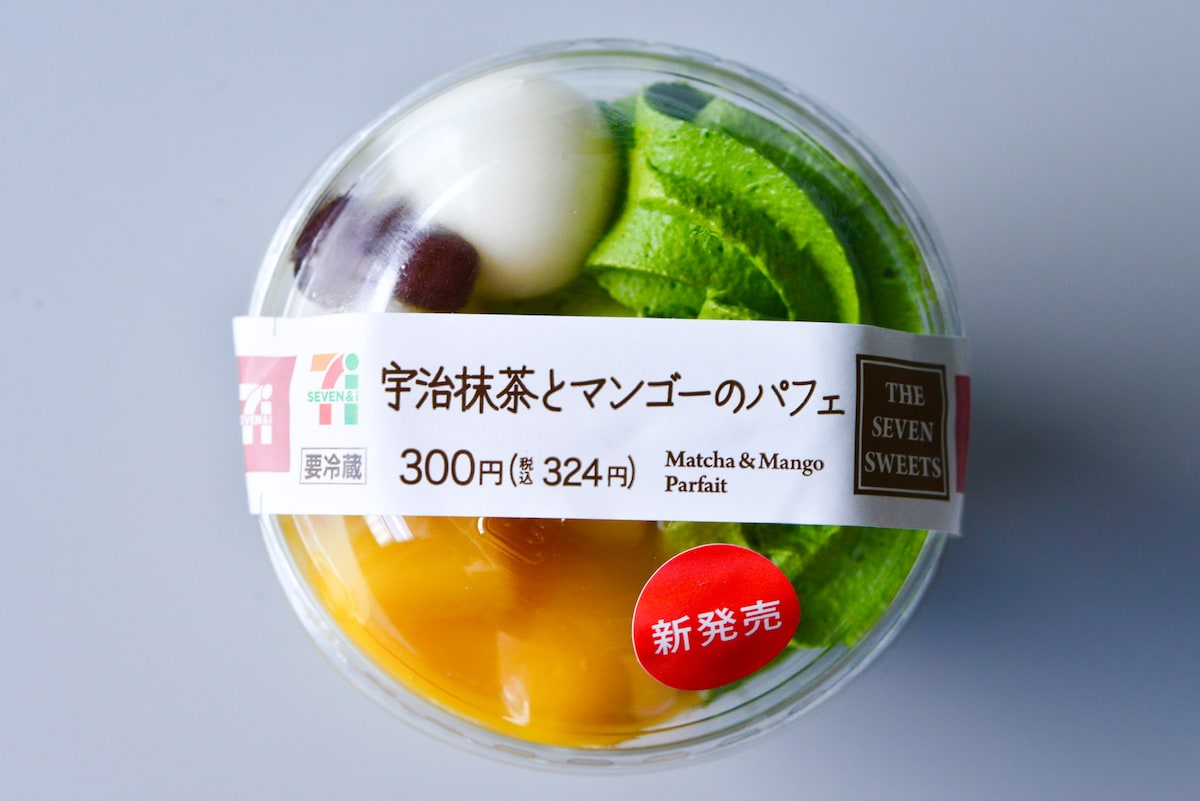 SEVEN&i
宇治抹茶とマンゴーのパフェ
要冷蔵
300円(税込 324円)
Matcha & Mango
Parfait
THE
SEVEN
SWEETS
新発売